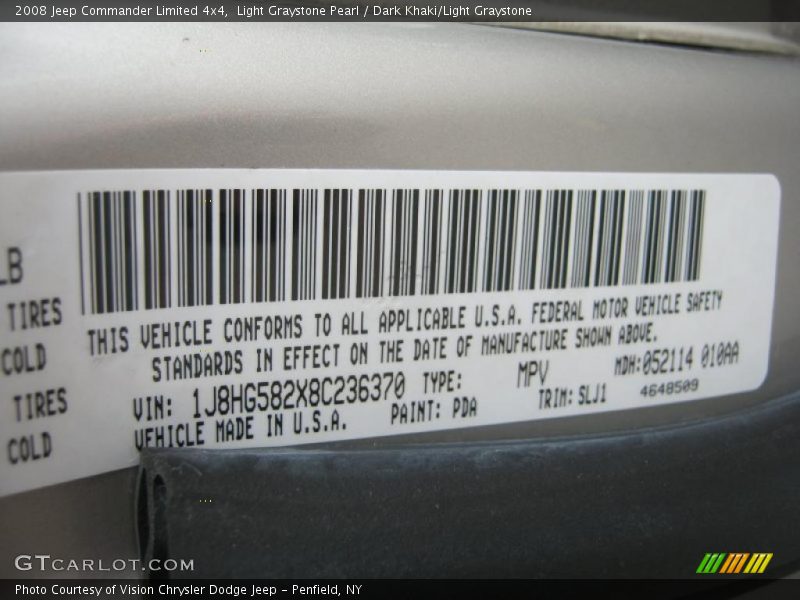 2008 Jeep Commander Limited 4x4,  Light Graystone Pearl / Dark Khaki/Light Graystone
LB
TIRES
COLD
TIRES
COLD
THIS VEHICLE CONFORMS TO ALL APPLICABLE U.S.A. FEDERAL MOTOR VEHICLE SAFETY
STANDARDS IN EFFECT ON THE DATE OF MANUFACTURE SHOWN ABOVE.
VIN: 1J8HG582X8C236370 TYPE: MPV MDH:052114 010AA
VEHICLE MADE IN U.S.A. PAINT: PDA TRIM: SLJ1 4648509
GTCARLOT.COM
Photo Courtesy of Vision Chrysler Dodge Jeep – Penfield, NY